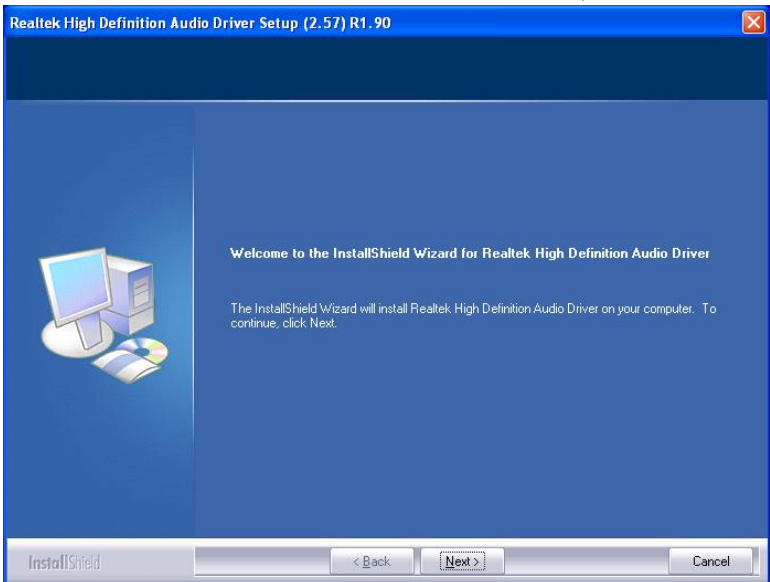 Realtek High Definition Audio Driver Setup (2.57) R1.90
Welcome to the InstallShield Wizard for Realtek High Definition Audio Driver
The InstallShield Wizard will install Realtek High Definition Audio Driver on your computer. To
continue, click Next.
InstallShield
< Back
Next >
Cancel